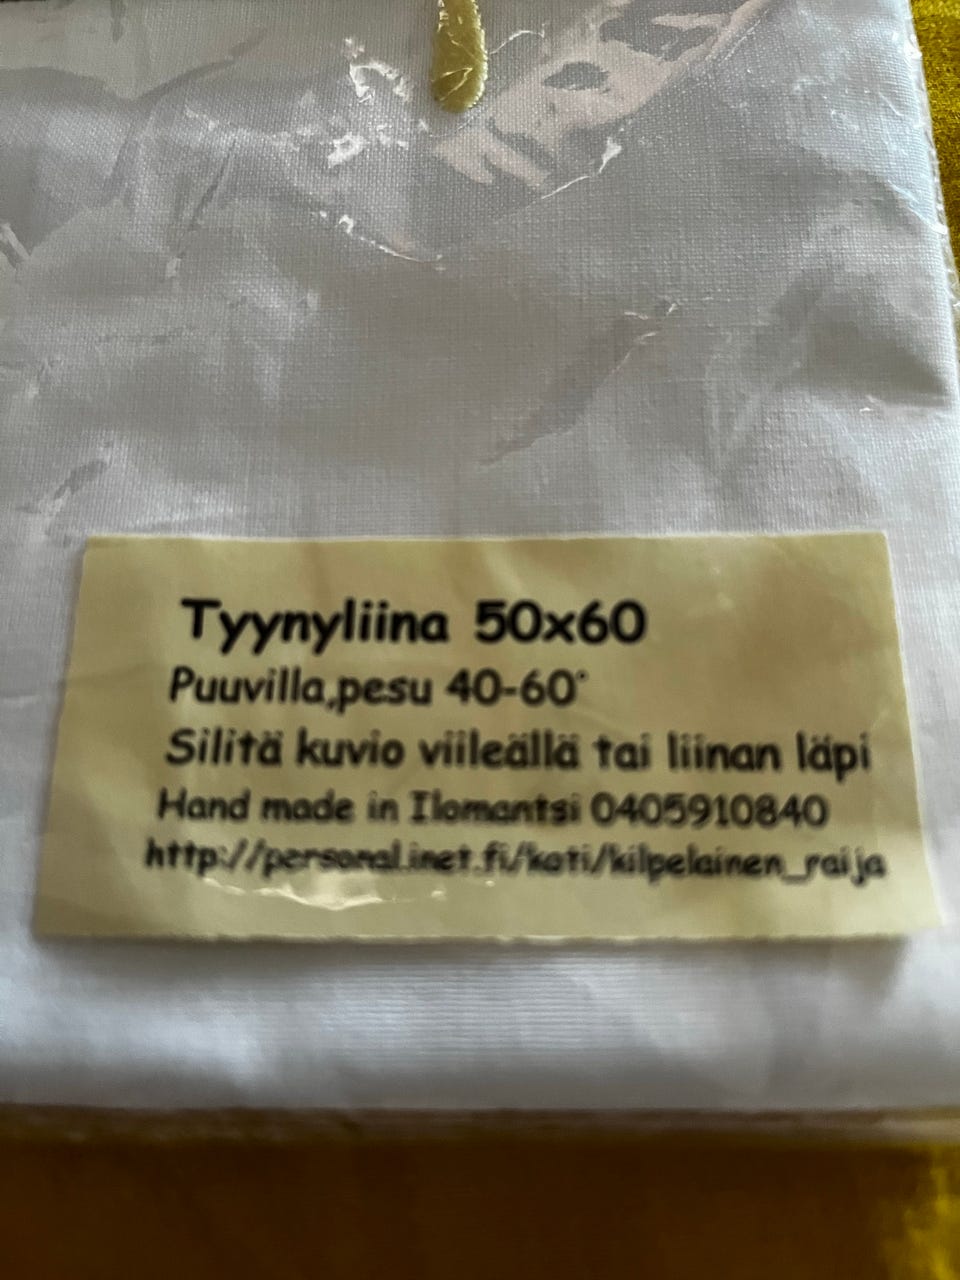 Tyynyliina 50x60
Puuvilla,pesu 40-60°
Silitä kuvio viileällä tai liinan läpi
Hand made in Ilomantsi 0405910840
http://personal.inet.fi/koti/kilpelainen_raija